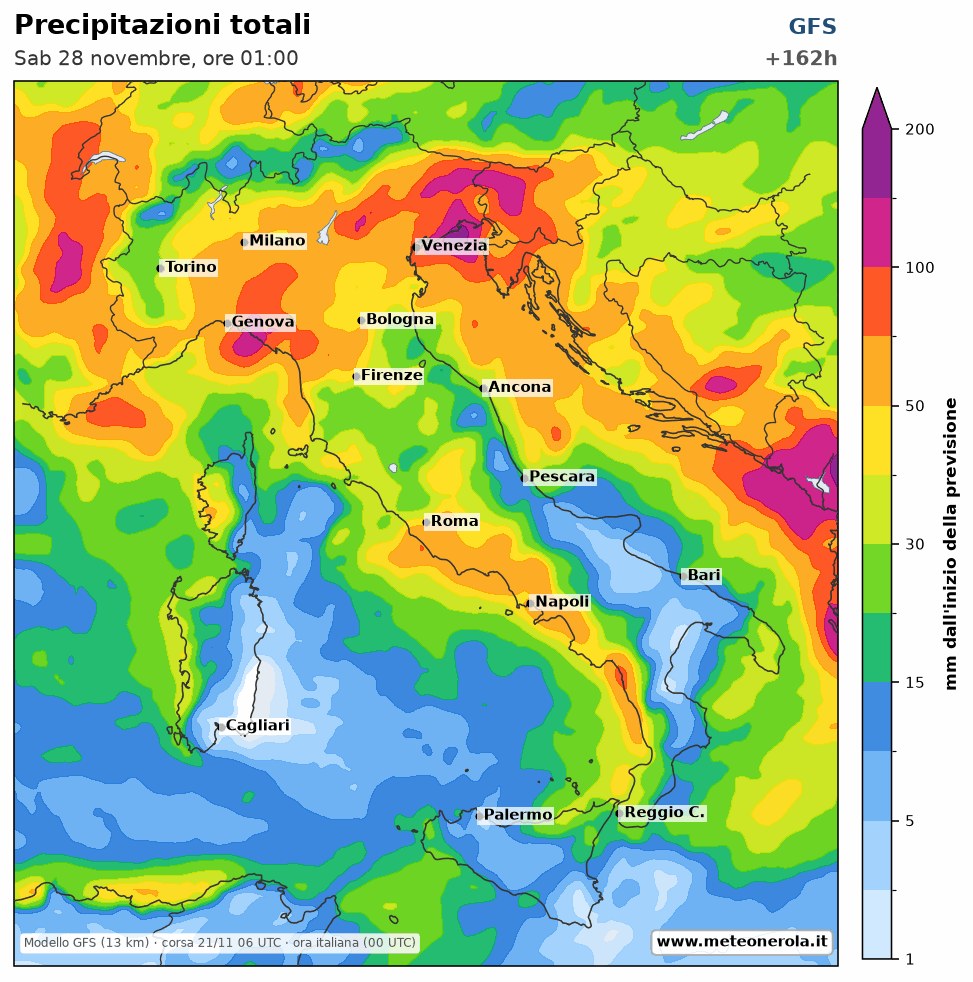 Precipitazioni totali
GFS
Sab 28 novembre, ore 01:00
+162h
Milano
Venezia
Torino
Genova
Bologna
Firenze
Ancona
Pescara
Roma
Bari
Napoli
Cagliari
Palermo
Reggio C.
Modello GFS (13 km) · corsa 21/11 06 UTC · ora italiana (00 UTC)
www.meteonerola.it
200
100
50
30
15
5
1
mm dall'inizio della previsione